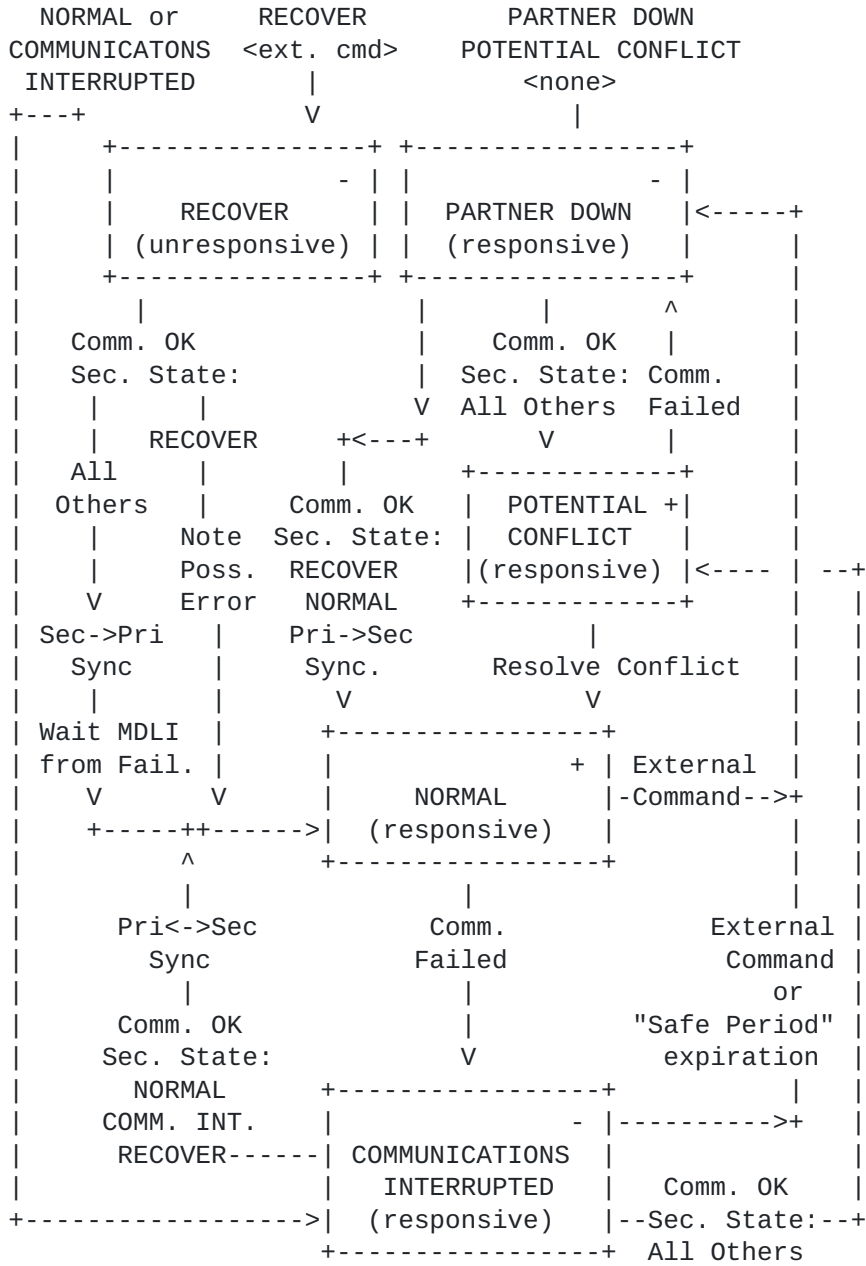 NORMAL or     RECOVER         PARTNER DOWN
COMMUNICATONS  <ext. cmd>    POTENTIAL CONFLICT
 INTERRUPTED       |             <none>
+---+              V                |
|     +----------------+ +-----------------+
|     |              - | |               - |
|     |    RECOVER     | |  PARTNER DOWN   |<-----+
|     | (unresponsive) | |  (responsive)   |      |
|     +----------------+ +-----------------+      |
|       |                 |       |       ^       |
|   Comm. OK              |    Comm. OK   |       |
|   Sec. State:           |  Sec. State: Comm.    |
|    |      |             V  All Others  Failed   |
|    |   RECOVER     +<---+       V       |       |
|   All     |        |       +-------------+      |
|  Others   |     Comm. OK   |  POTENTIAL +|      |
|    |     Note  Sec. State: |  CONFLICT   |      |
|    |     Poss.  RECOVER    |(responsive) |<---- | --+
|    V     Error   NORMAL    +-------------+      |   |
| Sec->Pri   |    Pri->Sec           |            |   |
|   Sync     |     Sync.       Resolve Conflict   |   |
|    |       |       V               V            |   |
| Wait MDLI  |      +-----------------+           |   |
| from Fail. |      |               + | External  |   |
|    V       V      |     NORMAL      |-Command-->+   |
|    +-----++------>|  (responsive)   |           |   |
|          ^        +-----------------+           |   |
|          |                 |                    |   |
|      Pri<->Sec           Comm.             External |
|        Sync             Failed              Command |
|          |                 |                   or   |
|      Comm. OK              |          "Safe Period" |
|     Sec. State:            V            expiration  |
|       NORMAL      +-----------------+           |   |
|     COMM. INT.    |               - |---------->+   |
|      RECOVER------| COMMUNICATIONS  |               |
|                   |   INTERRUPTED   |   Comm. OK    |
+------------------>|  (responsive)   |--Sec. State:--+
                    +-----------------+  All Others